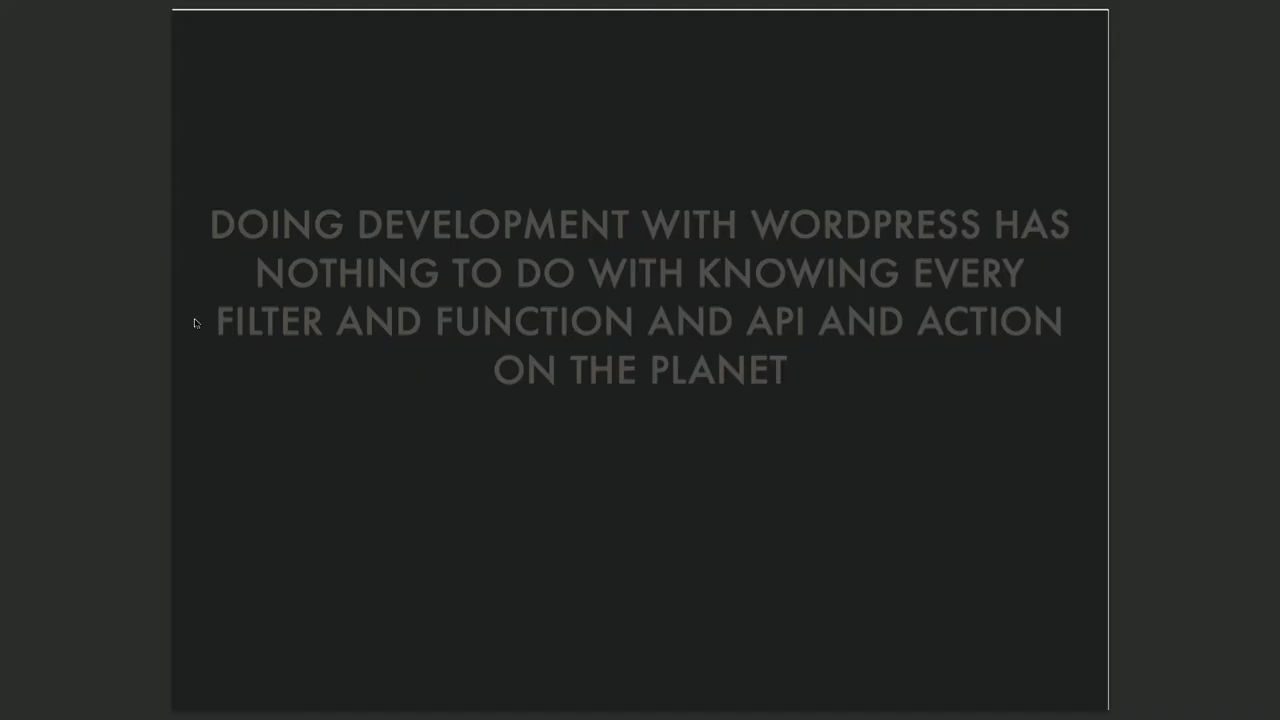 DOING DEVELOPMENT WITH WORDPRESS HAS
NOTHING TO DO WITH KNOWING EVERY
FILTER AND FUNCTION AND API AND ACTION
ON THE PLANET